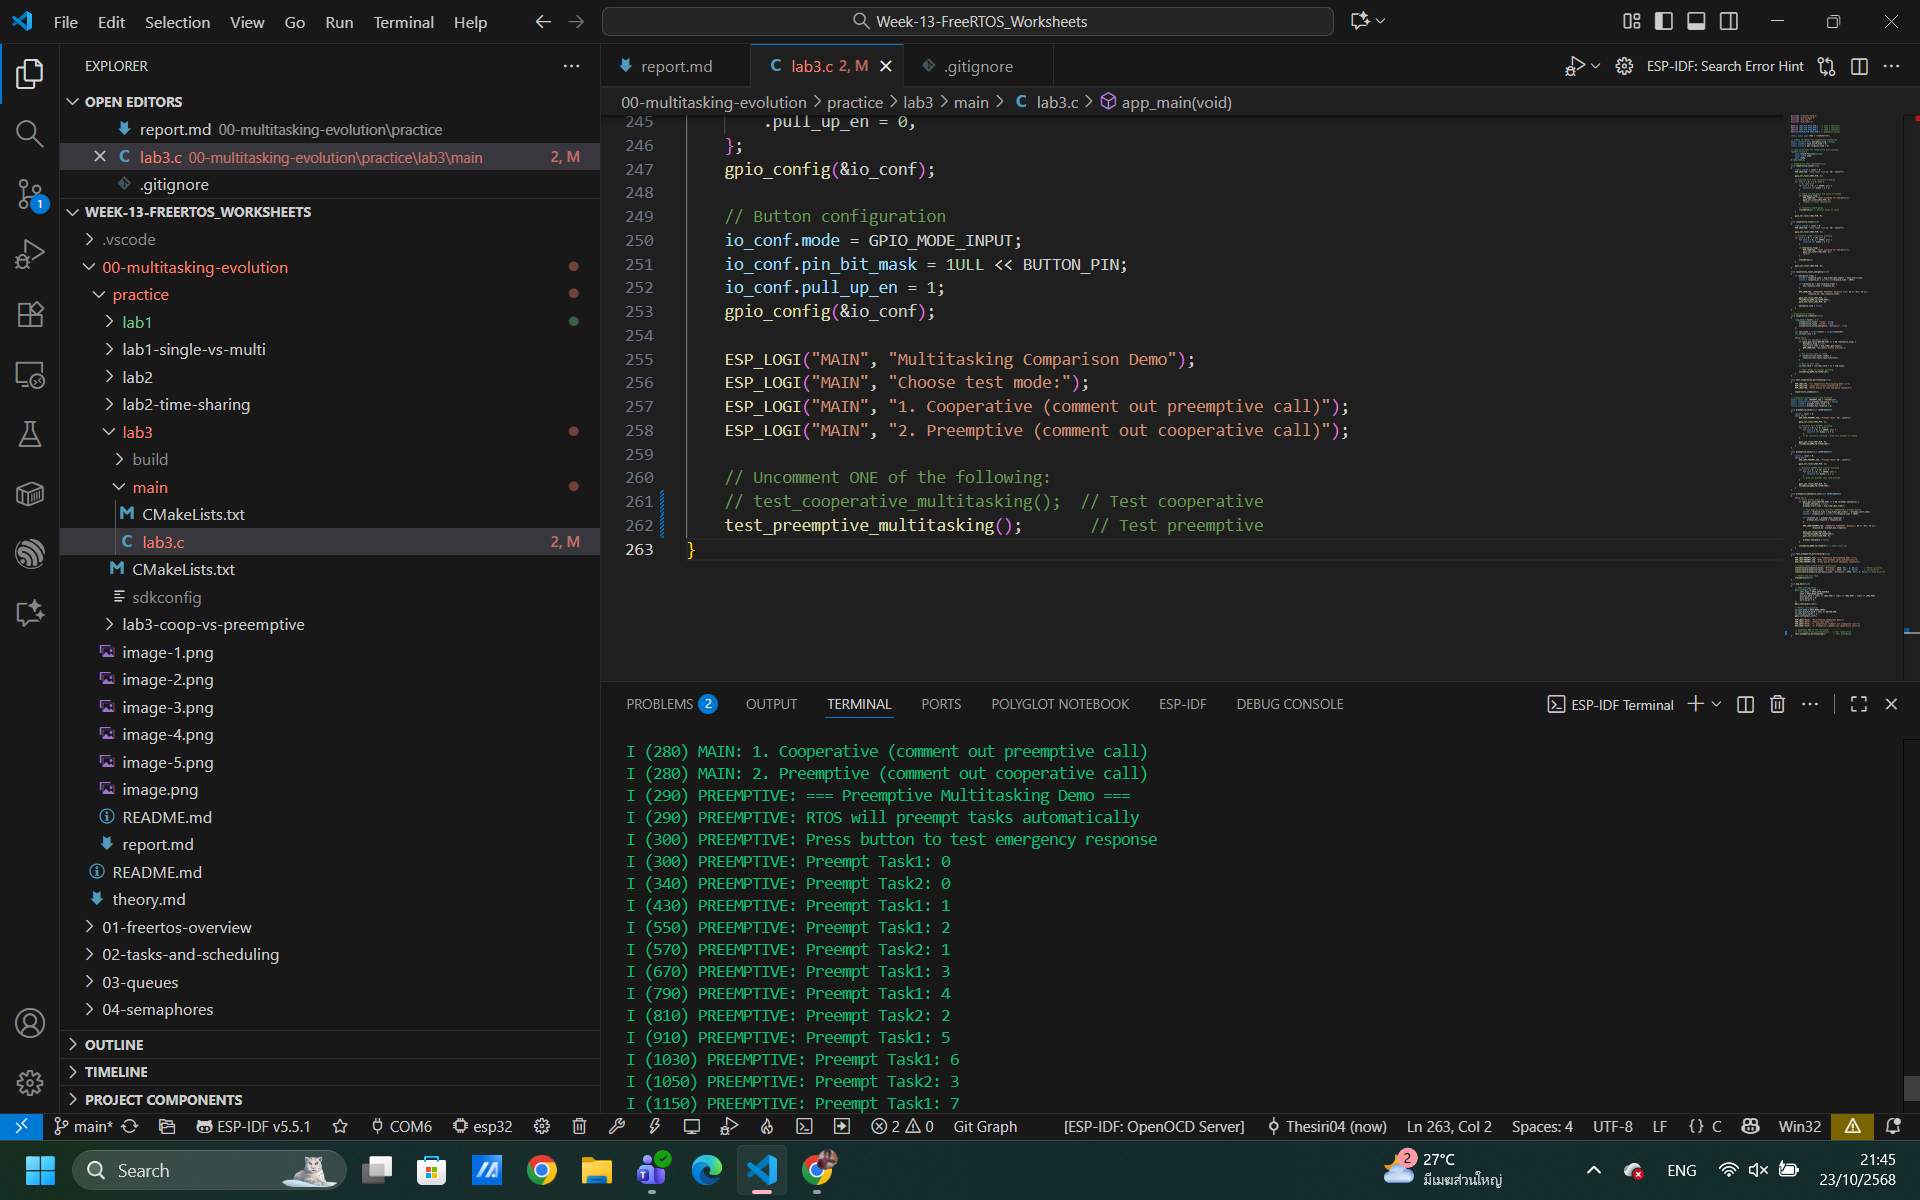 File Edit Selection View Go Run Terminal Help
Week-13-FreeRTOS_Worksheets
EXPLORER
OPEN EDITORS
report.md 00-multitasking-evolution\practice
lab3.c 00-multitasking-evolution\practice\lab3\main 2, M
.gitignore
WEEK-13-FREERTOS_WORKSHEETS
.vscode
00-multitasking-evolution
practice
lab1
lab1-single-vs-multi
lab2
lab2-time-sharing
lab3
build
main
CMakeLists.txt
lab3.c 2, M
CMakeLists.txt
sdkconfig
lab3-coop-vs-preemptive
image-1.png
image-2.png
image-3.png
image-4.png
image-5.png
image.png
README.md
report.md
README.md
theory.md
01-freertos-overview
02-tasks-and-scheduling
03-queues
04-semaphores
OUTLINE
TIMELINE
PROJECT COMPONENTS
1
report.md
lab3.c 2, M
.gitignore
ESP-IDF: Search Error Hint
00-multitasking-evolution > practice > lab3 > main > lab3.c > app_main(void)
245 .pull_up_en = 0,
246 };
247 gpio_config(&io_conf);
248
249 // Button configuration
250 io_conf.mode = GPIO_MODE_INPUT;
251 io_conf.pin_bit_mask = 1ULL << BUTTON_PIN;
252 io_conf.pull_up_en = 1;
253 gpio_config(&io_conf);
254
255 ESP_LOGI("MAIN", "Multitasking Comparison Demo");
256 ESP_LOGI("MAIN", "Choose test mode:");
257 ESP_LOGI("MAIN", "1. Cooperative (comment out preemptive call)");
258 ESP_LOGI("MAIN", "2. Preemptive (comment out cooperative call)");
259
260 // Uncomment ONE of the following:
261 // test_cooperative_multitasking(); // Test cooperative
262 test_preemptive_multitasking(); // Test preemptive
263 }
PROBLEMS 2 OUTPUT TERMINAL PORTS POLYGLOT NOTEBOOK ESP-IDF DEBUG CONSOLE
ESP-IDF Terminal
I (280) MAIN: 1. Cooperative (comment out preemptive call)
I (280) MAIN: 2. Preemptive (comment out cooperative call)
I (290) PREEMPTIVE: === Preemptive Multitasking Demo ===
I (290) PREEMPTIVE: RTOS will preempt tasks automatically
I (300) PREEMPTIVE: Press button to test emergency response
I (300) PREEMPTIVE: Preempt Task1: 0
I (340) PREEMPTIVE: Preempt Task2: 0
I (430) PREEMPTIVE: Preempt Task1: 1
I (550) PREEMPTIVE: Preempt Task1: 2
I (570) PREEMPTIVE: Preempt Task2: 1
I (670) PREEMPTIVE: Preempt Task1: 3
I (790) PREEMPTIVE: Preempt Task1: 4
I (810) PREEMPTIVE: Preempt Task2: 2
I (910) PREEMPTIVE: Preempt Task1: 5
I (1030) PREEMPTIVE: Preempt Task1: 6
I (1050) PREEMPTIVE: Preempt Task2: 3
I (1150) PREEMPTIVE: Preempt Task1: 7
main* ESP-IDF v5.5.1 COM6 esp32 2 0 Git Graph [ESP-IDF: OpenOCD Server] Thesiri04 (now) Ln 263, Col 2 Spaces: 4 UTF-8 LF {} C Win32
Search
2
27°C
มีเมฆส่วนใหญ่
ENG
21:45
23/10/2568